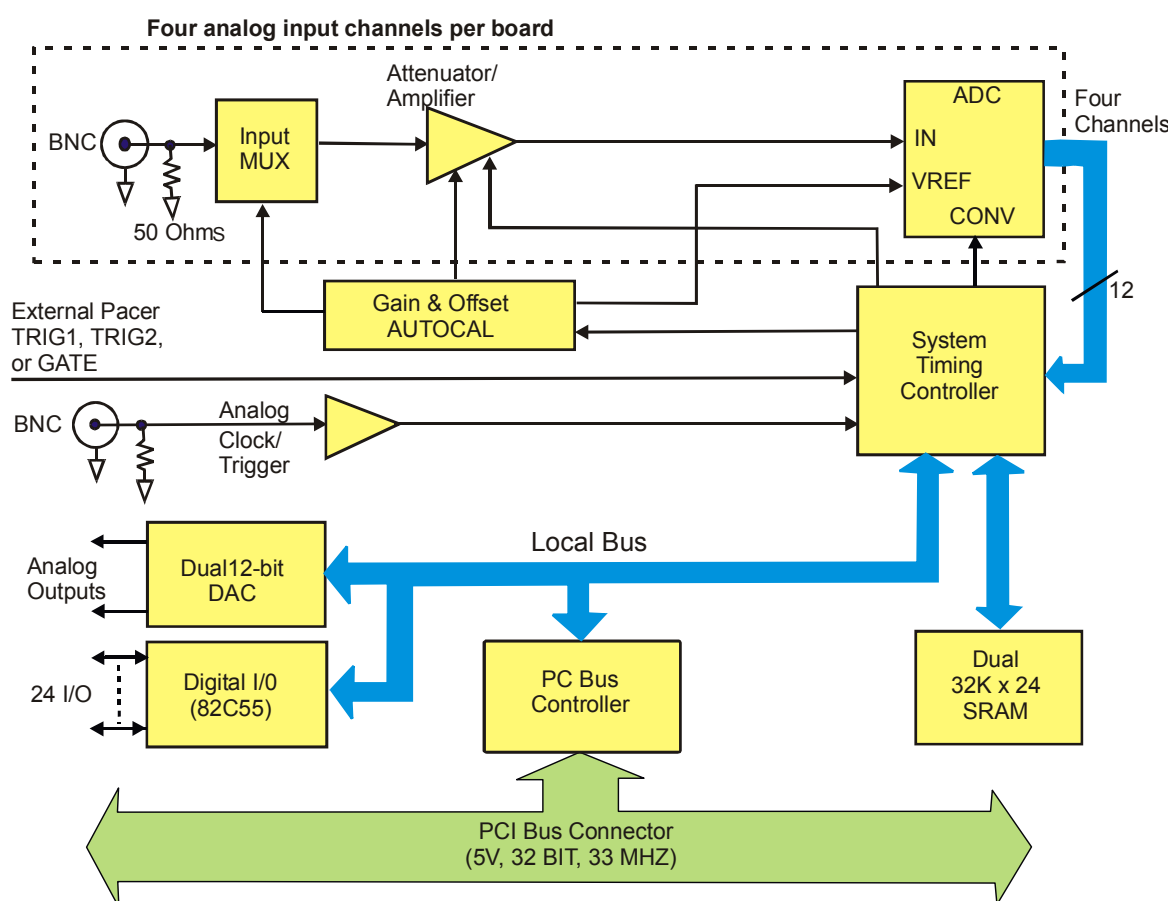 Four analog input channels per board
Attenuator/
Amplifier
ADC
Four
Channels
BNC
Input
MUX
IN
VREF
CONV
50 Ohms
12
External Pacer
TRIG1, TRIG2,
or GATE
Gain & Offset
AUTOCAL
System
Timing
Controller
BNC
Analog
Clock/
Trigger
Local Bus
Analog
Outputs
Dual12-bit
DAC
24 I/O
Digital I/0
(82C55)
PC Bus
Controller
Dual
32K x 24
SRAM
PCI Bus Connector
(5V, 32 BIT, 33 MHZ)